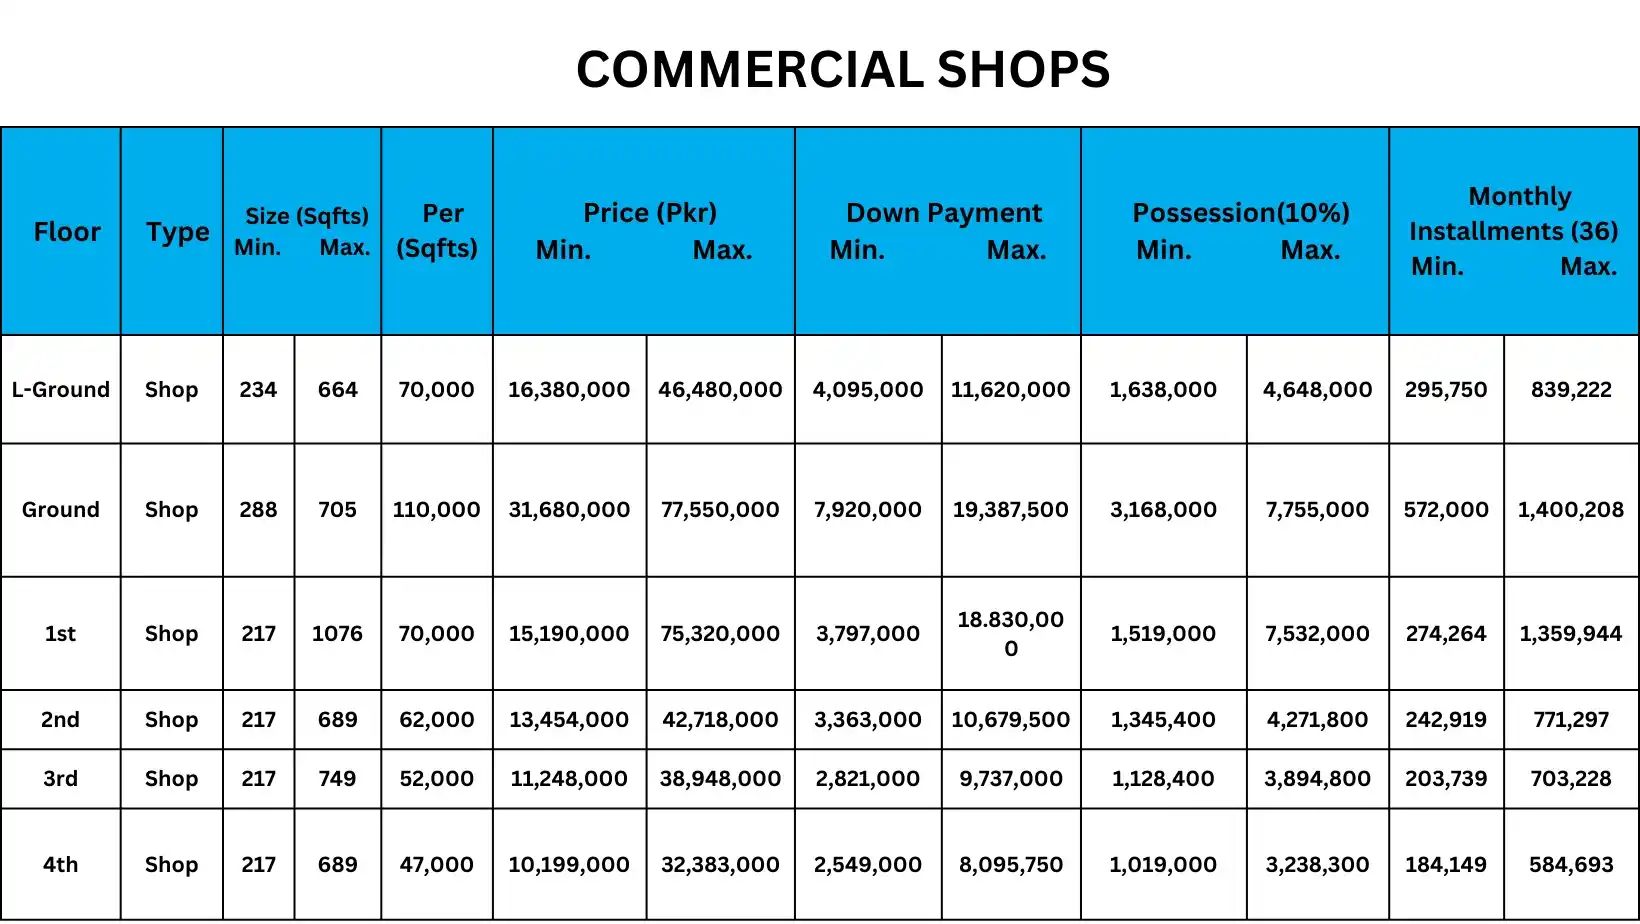 COMMERCIAL SHOPS
Floor Type Size (Sqfts) Min. Max. Per (Sqfts) Price (Pkr) Min. Max. Down Payment Min. Max. Possession(10%) Min. Max. Monthly Installments (36) Min. Max.
L-Ground Shop 234 664 70,000 16,380,000 46,480,000 4,095,000 11,620,000 1,638,000 4,648,000 295,750 839,222
Ground Shop 288 705 110,000 31,680,000 77,550,000 7,920,000 19,387,500 3,168,000 7,755,000 572,000 1,400,208
1st Shop 217 1076 70,000 15,190,000 75,320,000 3,797,000 18.830,00
0 1,519,000 7,532,000 274,264 1,359,944
2nd Shop 217 689 62,000 13,454,000 42,718,000 3,363,000 10,679,500 1,345,400 4,271,800 242,919 771,297
3rd Shop 217 749 52,000 11,248,000 38,948,000 2,821,000 9,737,000 1,128,400 3,894,800 203,739 703,228
4th Shop 217 689 47,000 10,199,000 32,383,000 2,549,000 8,095,750 1,019,000 3,238,300 184,149 584,693